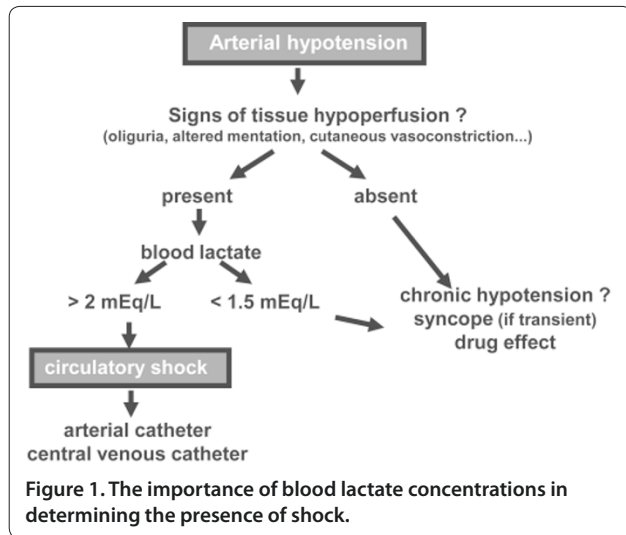 Arterial hypotension
Signs of tissue hypoperfusion ?
(oliguria, altered mentation, cutaneous vasoconstriction...)
present
absent
blood lactate
> 2 mEq/L
< 1.5 mEq/L
chronic hypotension ?
syncope (if transient)
drug effect
circulatory shock
arterial catheter
central venous catheter
Figure 1. The importance of blood lactate concentrations in
determining the presence of shock.